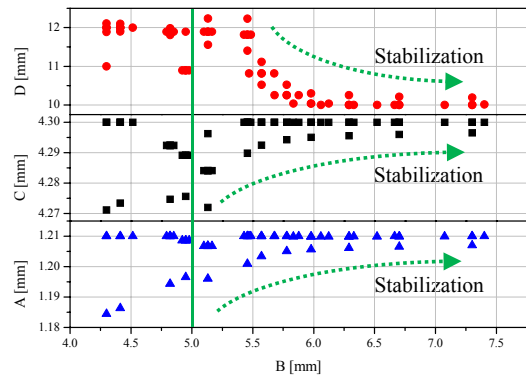 12
11
10
D [mm]
Stabilization
4.30
4.29
4.28
4.27
C [mm]
Stabilization
1.21
1.20
1.19
1.18
A [mm]
Stabilization
4.0 4.5 5.0 5.5 6.0 6.5 7.0 7.5
B [mm]